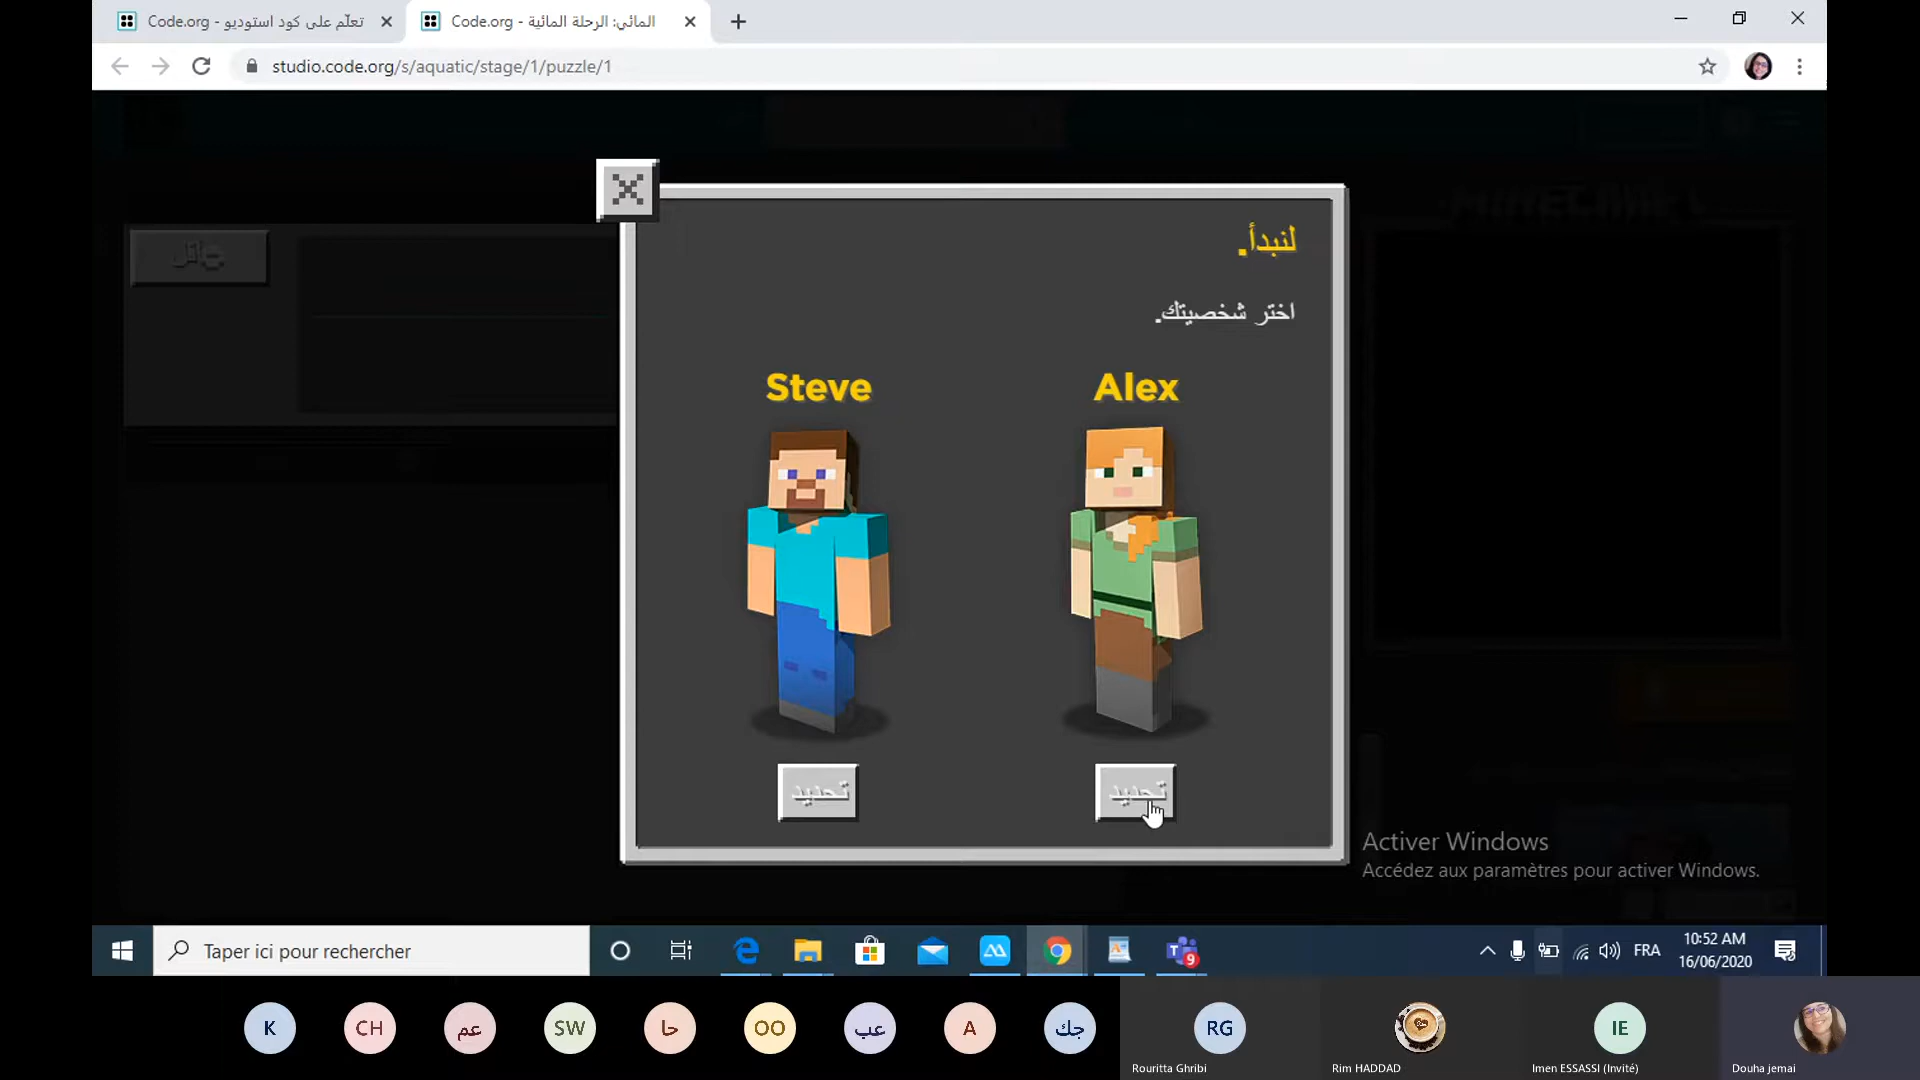 تعلّم على كود استوديو - Code.org
المائي: الرحلة المائية - Code.org
studio.code.org/s/aquatic/stage/1/puzzle/1
MINECRAFT
لنبدأ.
اختر شخصيتك.
Steve
Alex
تحديد
تحديد
Activer Windows
Accédez aux paramètres pour activer Windows.
Taper ici pour rechercher
9
FRA
10:52 AM
16/06/2020
K
CH
عم
SW
حا
OO
عب
A
جك
RG
IE
Rouritta Ghribi
Rim HADDAD
Imen ESSASSI (Invité)
Douha jemai